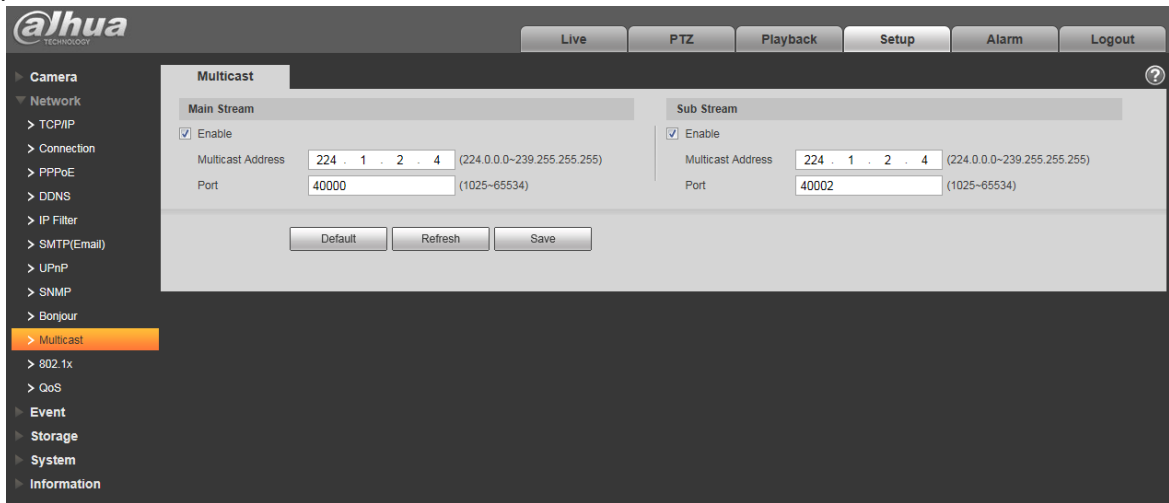 alhua
TECHNOLOGY
Live PTZ Playback Setup Alarm Logout
Camera
Network
TCP/IP
Connection
PPPoE
DDNS
IP Filter
SMTP(Email)
UPnP
SNMP
Bonjour
Multicast
802.1x
QoS
Event
Storage
System
Information
Multicast
?
Main Stream
Enable
Multicast Address 224 . 1 . 2 . 4 (224.0.0.0~239.255.255.255)
Port 40000 (1025~65534)
Sub Stream
Enable
Multicast Address 224 . 1 . 2 . 4 (224.0.0.0~239.255.255.255)
Port 40002 (1025~65534)
Default Refresh Save